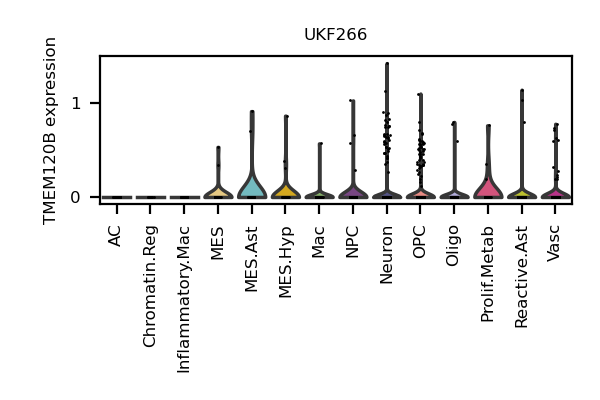 UKF266
TMEM120B expression
1
0
AC
Chromatin.Reg
Inflammatory.Mac
MES
MES.Ast
MES.Hyp
Mac
NPC
Neuron
OPC
Oligo
Prolif.Metab
Reactive.Ast
Vasc